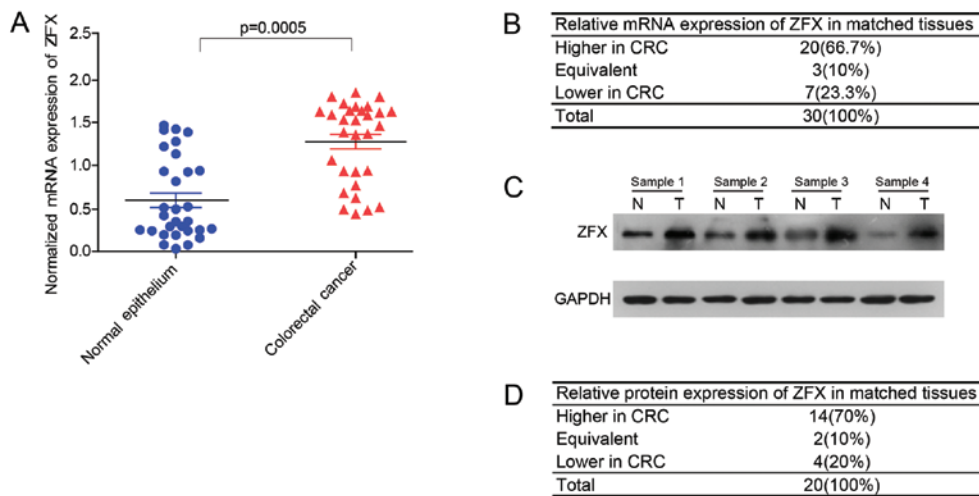 A
Normalized mRNA expression of ZFX
p=0.0005
2.5
2.0
1.5
1.0
0.5
0.0
Normal epithelium
Colorectal cancer
B
Relative mRNA expression of ZFX in matched tissues
Higher in CRC 20(66.7%)
Equivalent 3(10%)
Lower in CRC 7(23.3%)
Total 30(100%)
C
Sample 1 Sample 2 Sample 3 Sample 4
N T N T N T N T
ZFX
GAPDH
D
Relative protein expression of ZFX in matched tissues
Higher in CRC 14(70%)
Equivalent 2(10%)
Lower in CRC 4(20%)
Total 20(100%)